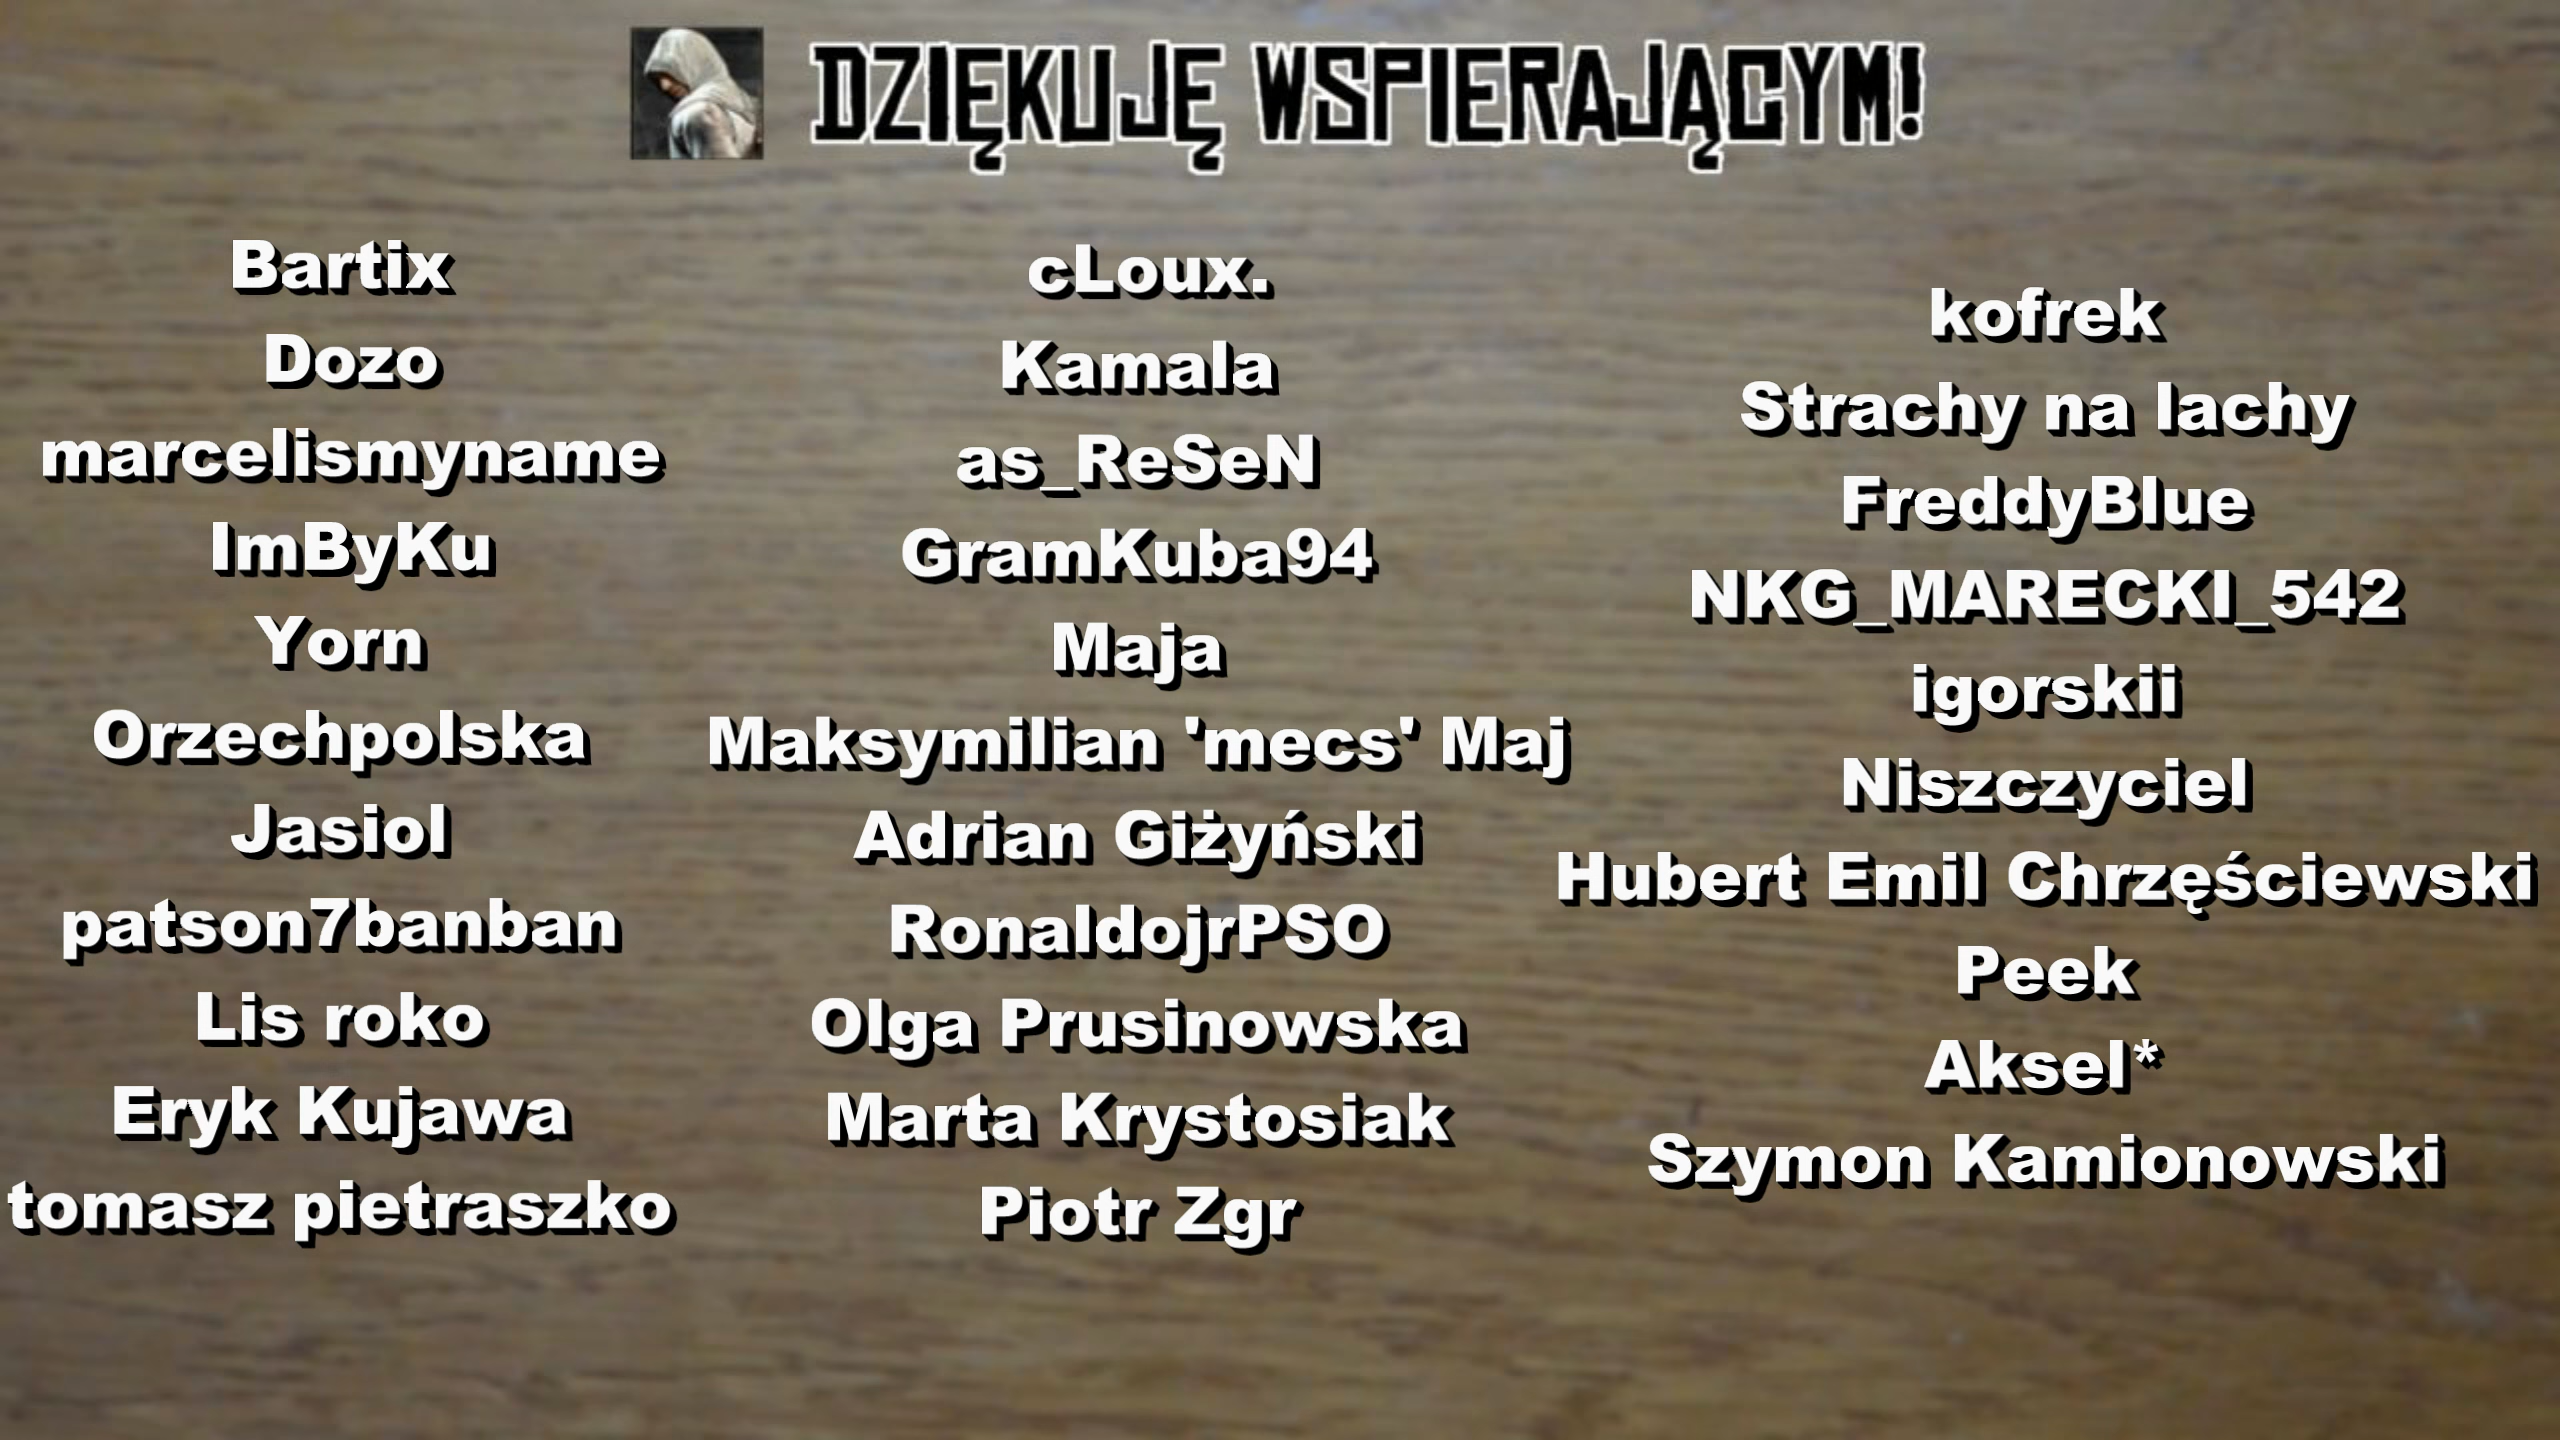 DZIĘKUJĘ WSPIERAJĄCYM!
Bartix
Dozo
marcelismyname
ImByKu
Yorn
Orzechpolska
Jasiol
patson7banban
Lis roko
Eryk Kujawa
tomasz pietraszko
cLoux.
Kamala
as_ReSeN
GramKuba94
Maja
Maksymilian 'mecs' Maj
Adrian Giżyński
RonaldojrPSO
Olga Prusinowska
Marta Krystosiak
Piotr Zgr
kofrek
Strachy na lachy
FreddyBlue
NKG_MARECKI_542
igorskii
Niszczyciel
Hubert Emil Chrzęściewski
Peek
Aksel*
Szymon Kamionowski